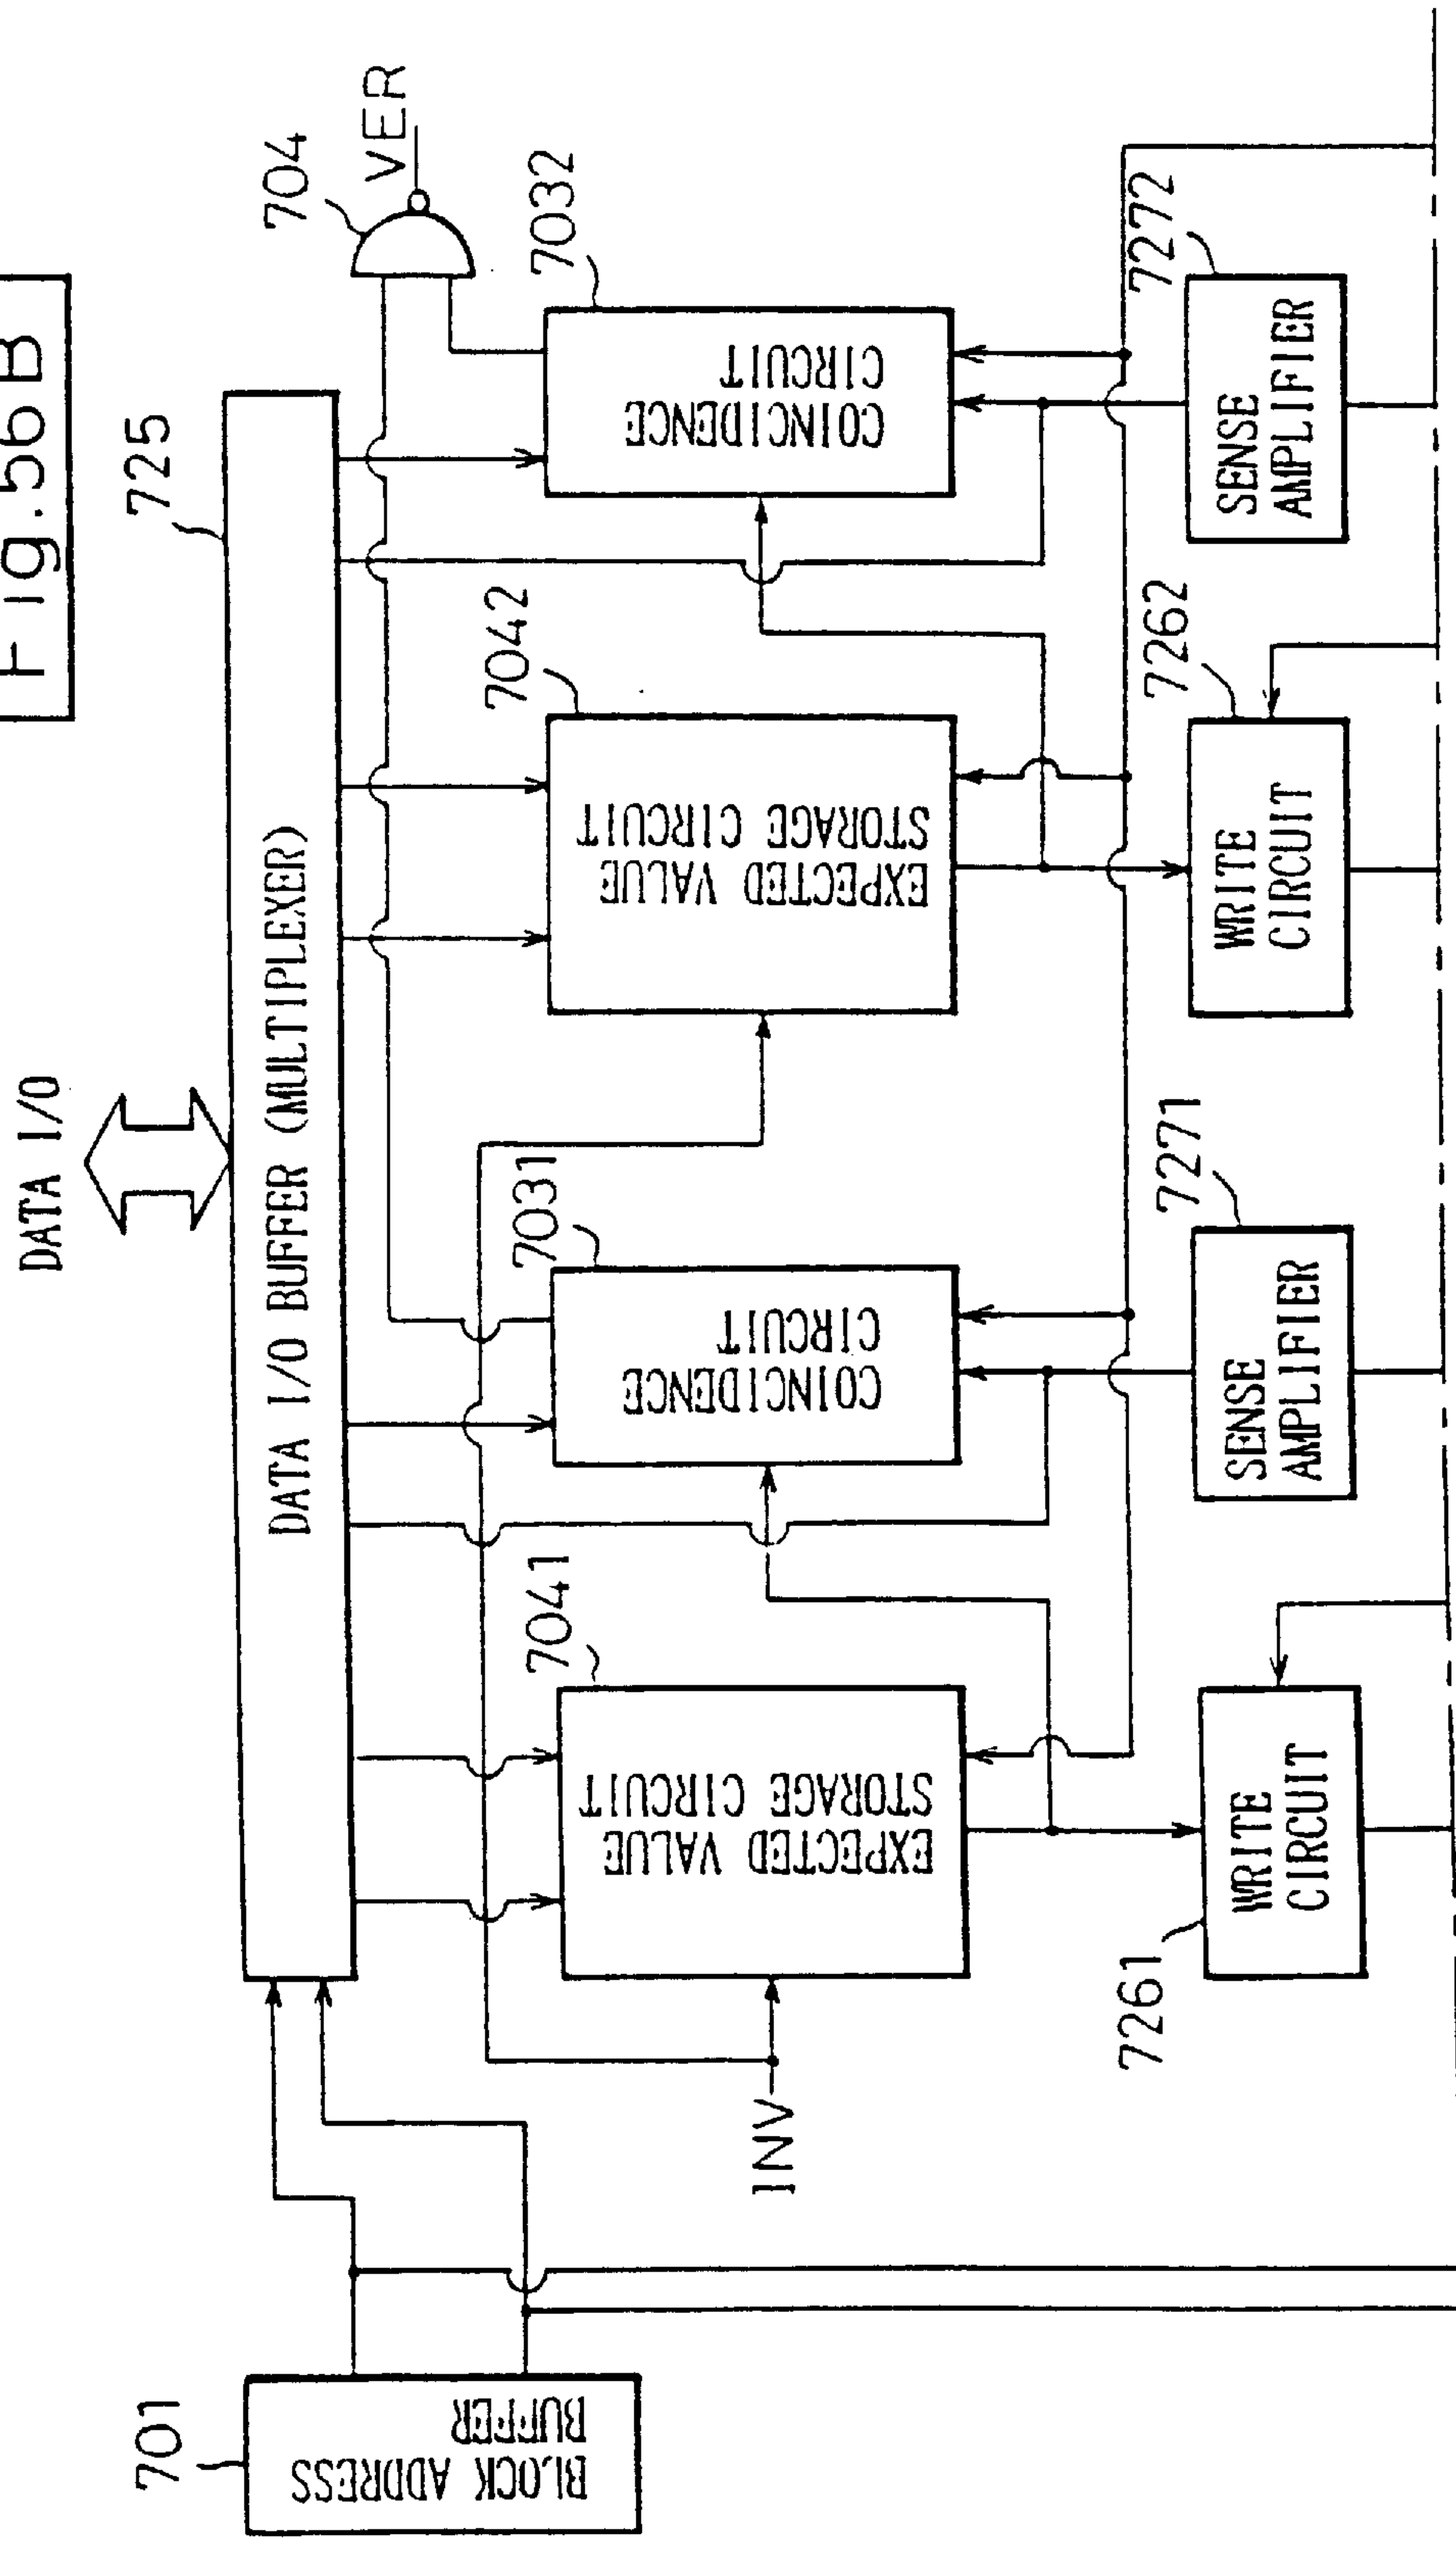 Fig.56B
DATA I/O
725
DATA I/O BUFFER (MULTIPLEXER)
704
VER
701
BLOCK ADDRESS
BUFFER
INV
7041
EXPECTED VALUE
STORAGE CIRCUIT
7031
COINCIDENCE
CIRCUIT
7042
EXPECTED VALUE
STORAGE CIRCUIT
7032
COINCIDENCE
CIRCUIT
7261
WRITE
CIRCUIT
7271
SENSE
AMPLIFIER
7262
WRITE
CIRCUIT
7272
SENSE
AMPLIFIER